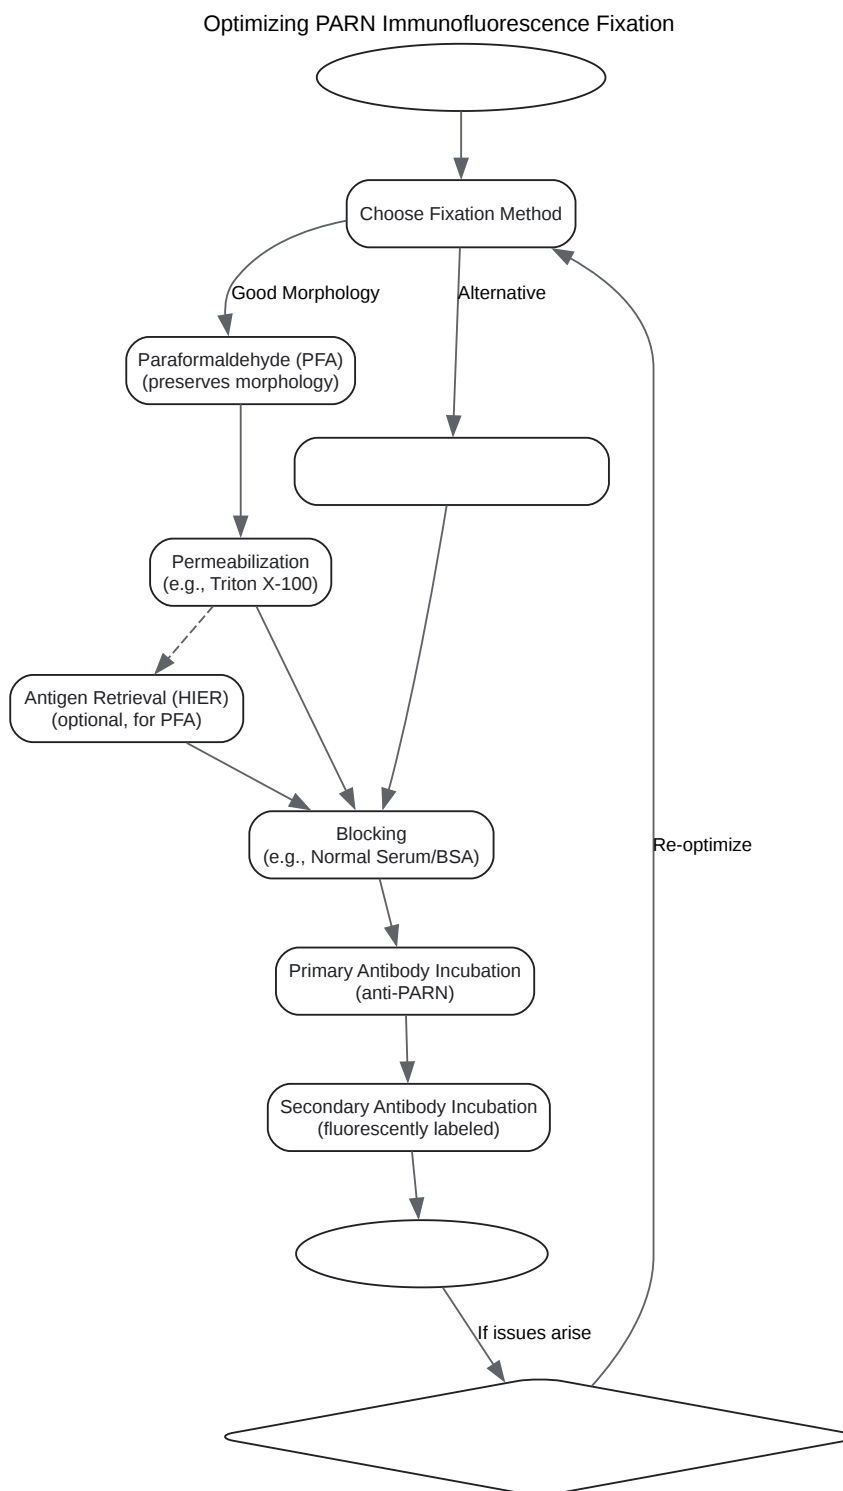 Optimizing PARN Immunofluorescence Fixation
Choose Fixation Method
Good Morphology
Alternative
Paraformaldehyde (PFA)
(preserves morphology)
Permeabilization
(e.g., Triton X-100)
Antigen Retrieval (HIER)
(optional, for PFA)
Blocking
(e.g., Normal Serum/BSA)
Re-optimize
Primary Antibody Incubation
(anti-PARN)
Secondary Antibody Incubation
(fluorescently labeled)
If issues arise